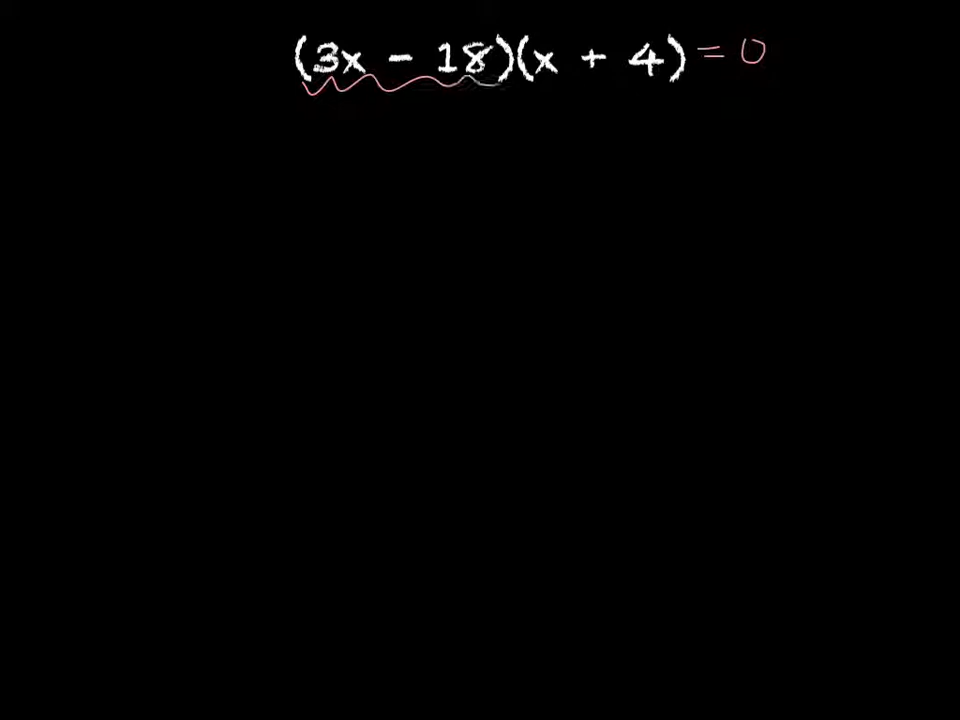 (3x - 18)(x + 4) = 0